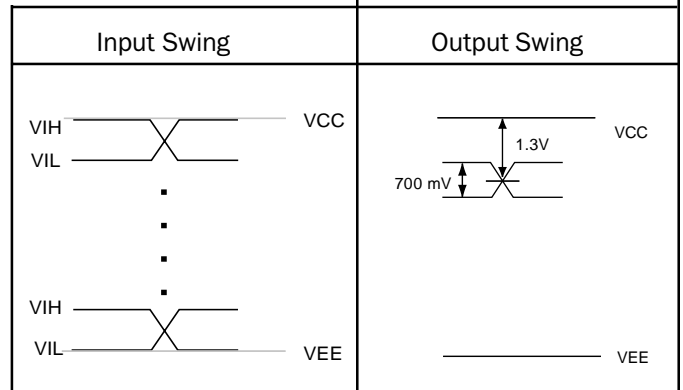 Input Swing
Output Swing
VIH
VCC
VIL
VIH
VIL
VEE
VCC
1.3V
700 mV
VEE